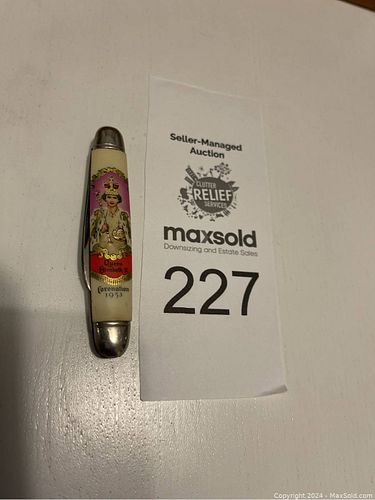 Queen
Elizabeth II
Coronation
1953
Seller-Managed
Auction
CLUTTER
RELIEF
SERVICES
maxsold
Downsizing and Estate Sales
227
Copyright © 2024 - MaxSold.com